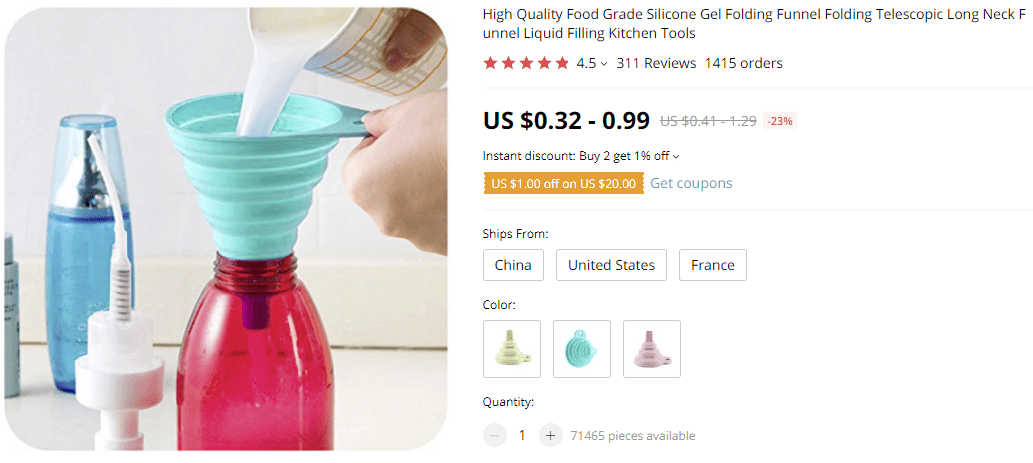 High Quality Food Grade Silicone Gel Folding Funnel Folding Telescopic Long Neck F
unnel Liquid Filling Kitchen Tools
4.5 311 Reviews 1415 orders
US $0.32 - 0.99 US $0.41 - 1.29 -23%
Instant discount: Buy 2 get 1% off
US $1.00 off on US $20.00 Get coupons
Ships From:
China United States France
Color:
Quantity:
1 71465 pieces available